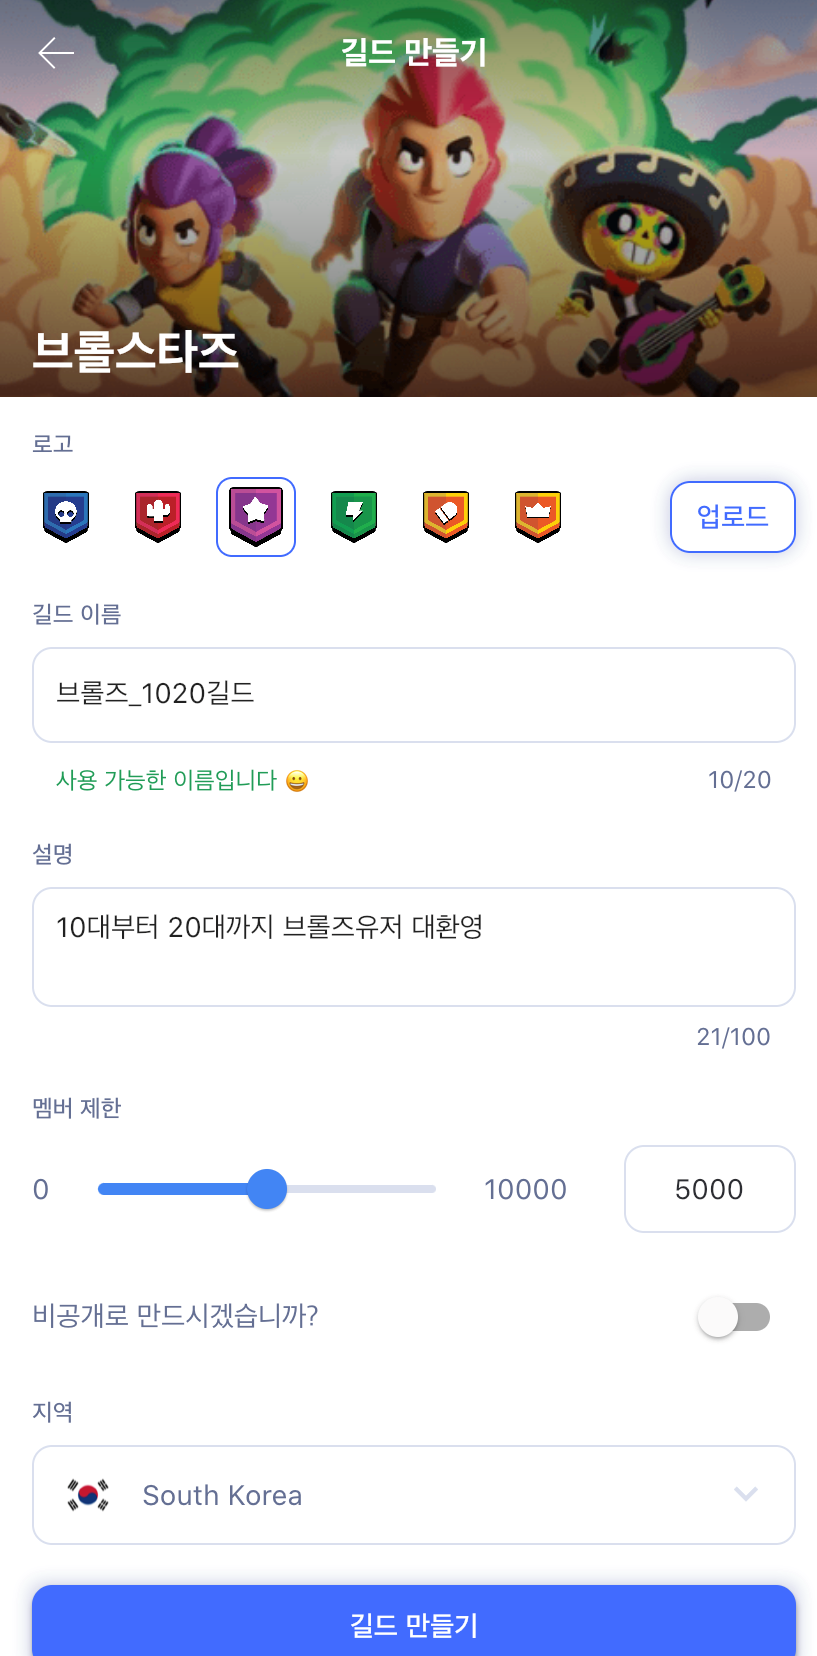 길드 만들기
브롤스타즈
로고
업로드
길드 이름
브롤즈_1020길드
사용 가능한 이름입니다 😀
10/20
설명
10대부터 20대까지 브롤즈유저 대환영
21/100
멤버 제한
0
10000
5000
비공개로 만드시겠습니까?
지역
South Korea
길드 만들기